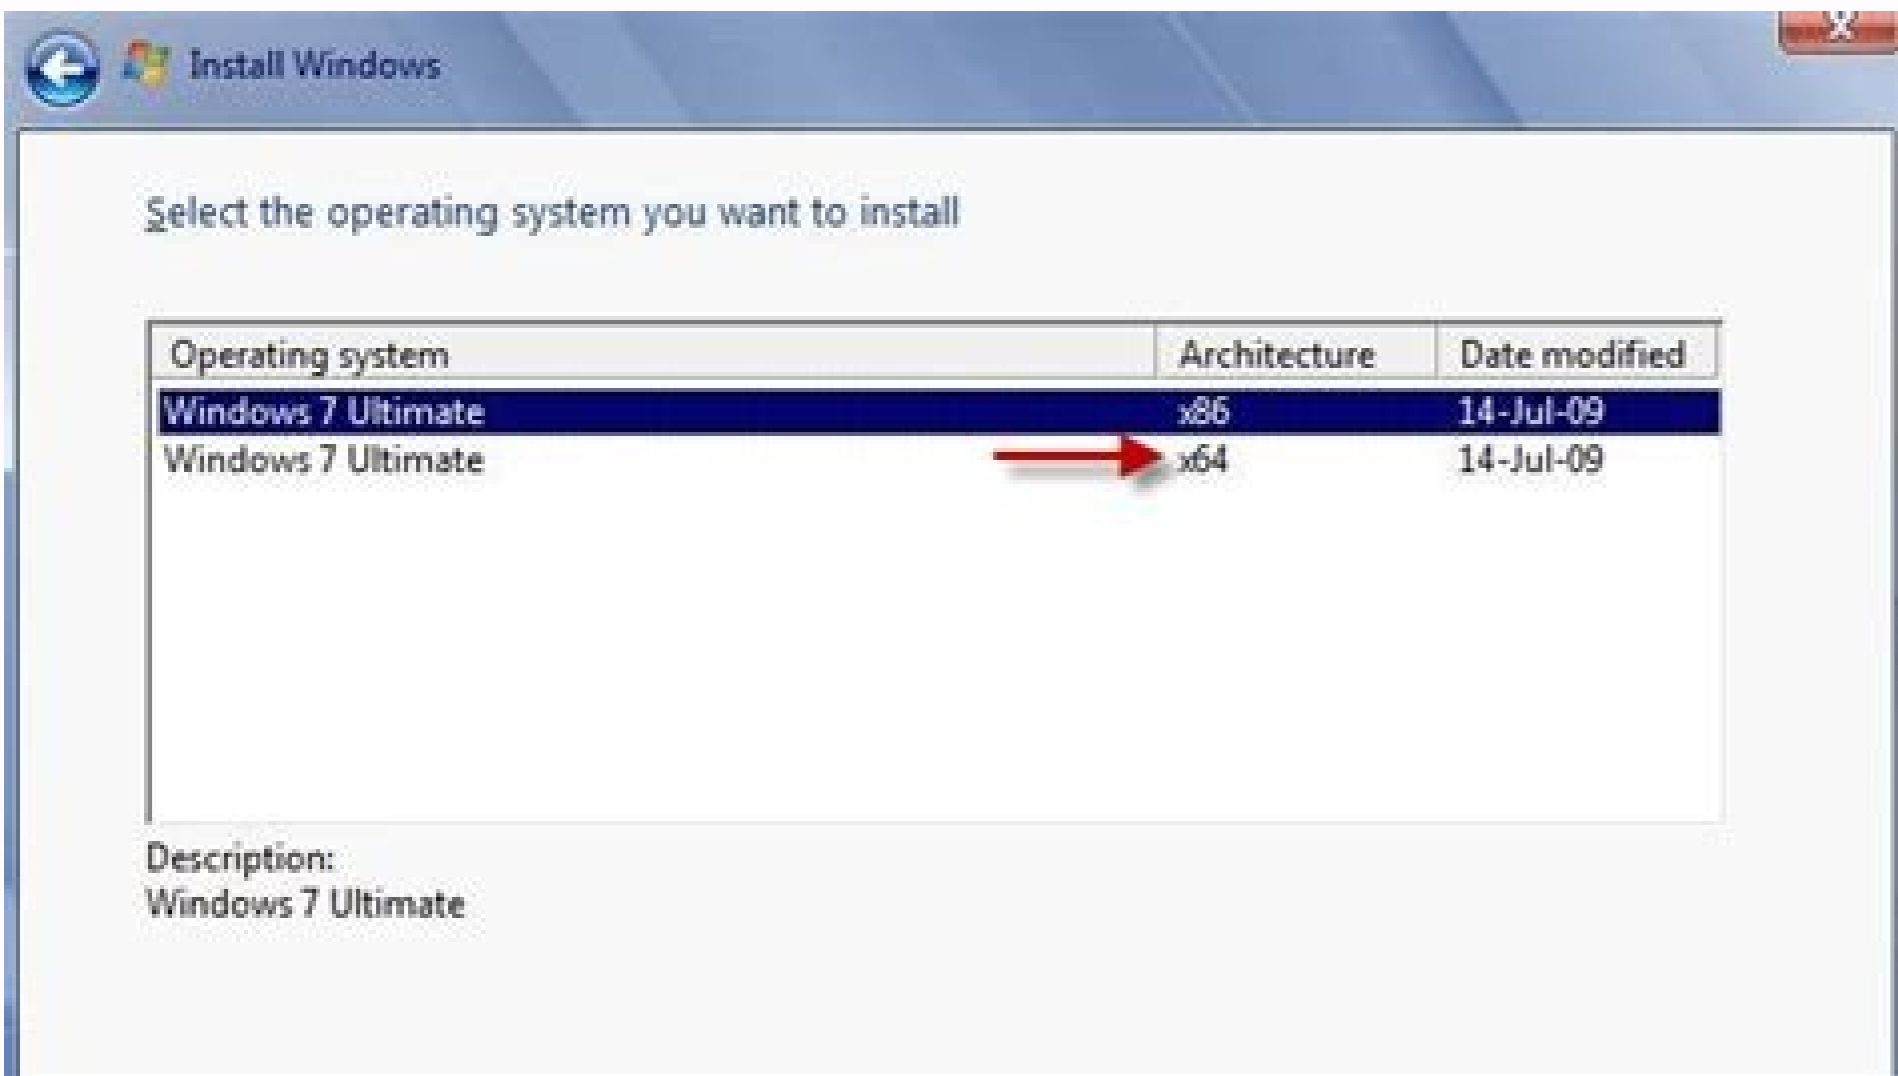 Install Windows
X
Select the operating system you want to install
Operating system Architecture Date modified
Windows 7 Ultimate x86 14-Jul-09
Windows 7 Ultimate x64 14-Jul-09
Description:
Windows 7 Ultimate